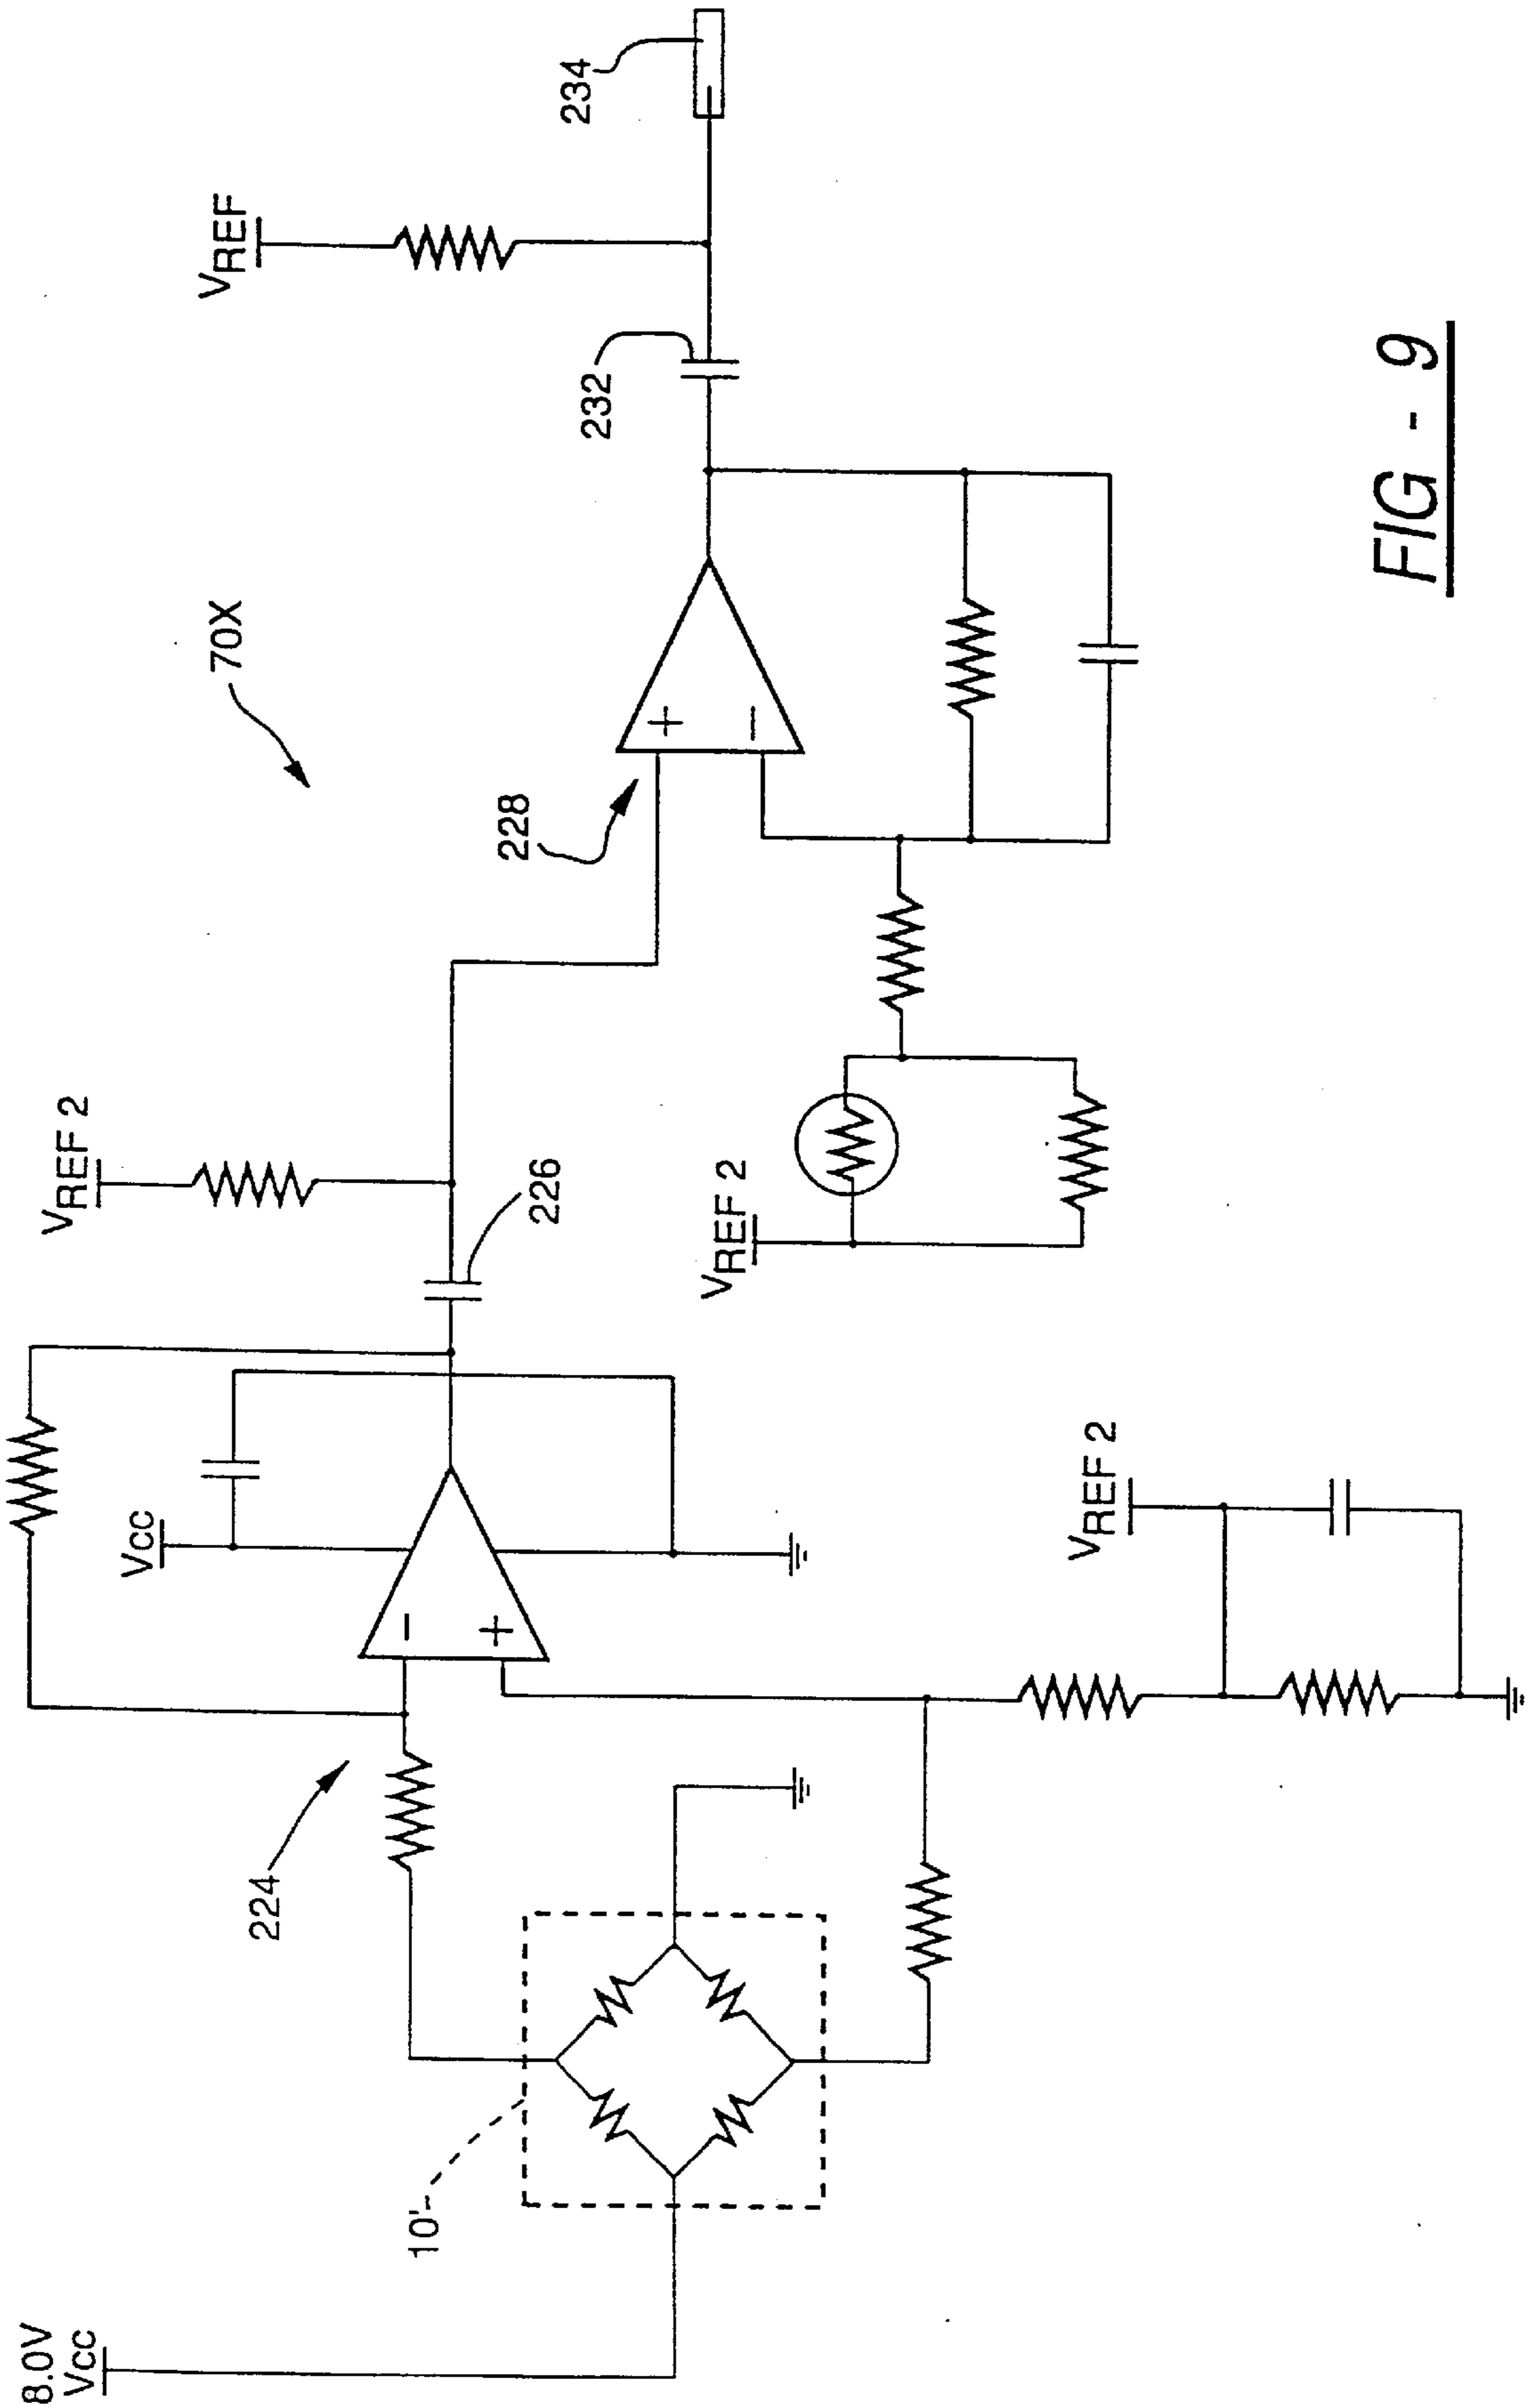 8.0V
VCC
10'
224
VCC
VREF 2
226
VREF 2
VREF 2
70X
228
232
VREF
234
+
−
+
−
FIG - 9